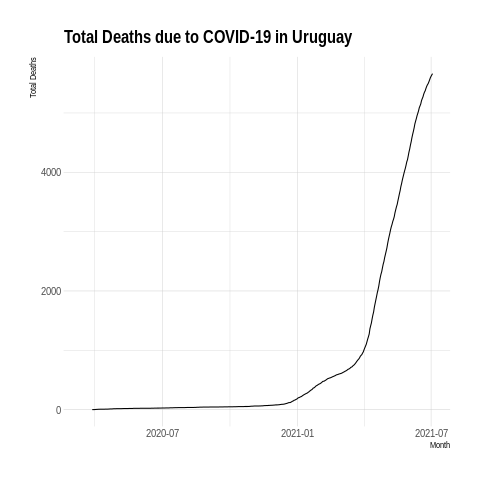 Total Deaths due to COVID-19 in Uruguay
Total Deaths
4000
2000
0
2020-07
2021-01
2021-07
Month